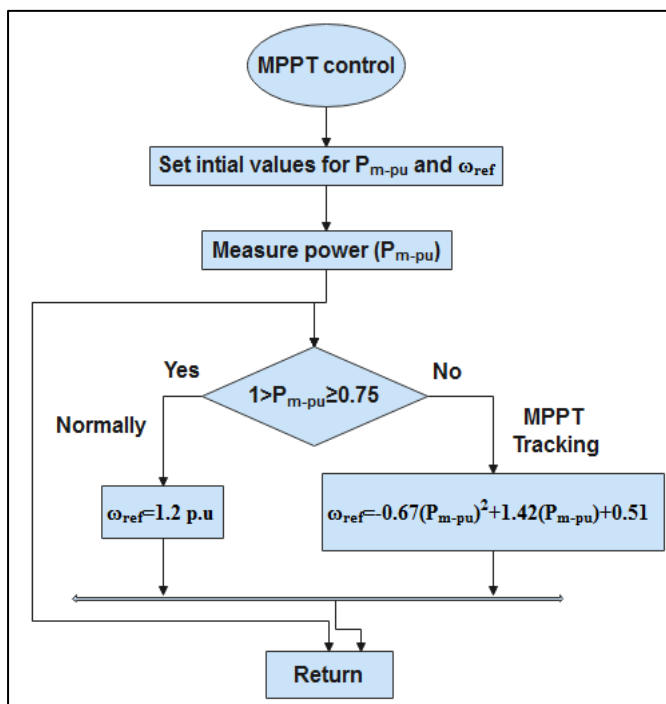 MPPT control
Set intial values for Pm-pu and ωref
Measure power (Pm-pu)
Yes
No
1>Pm-pu≥0.75
Normally
MPPT
Tracking
ωref=1.2 p.u
ωref=-0.67(Pm-pu)²+1.42(Pm-pu)+0.51
Return